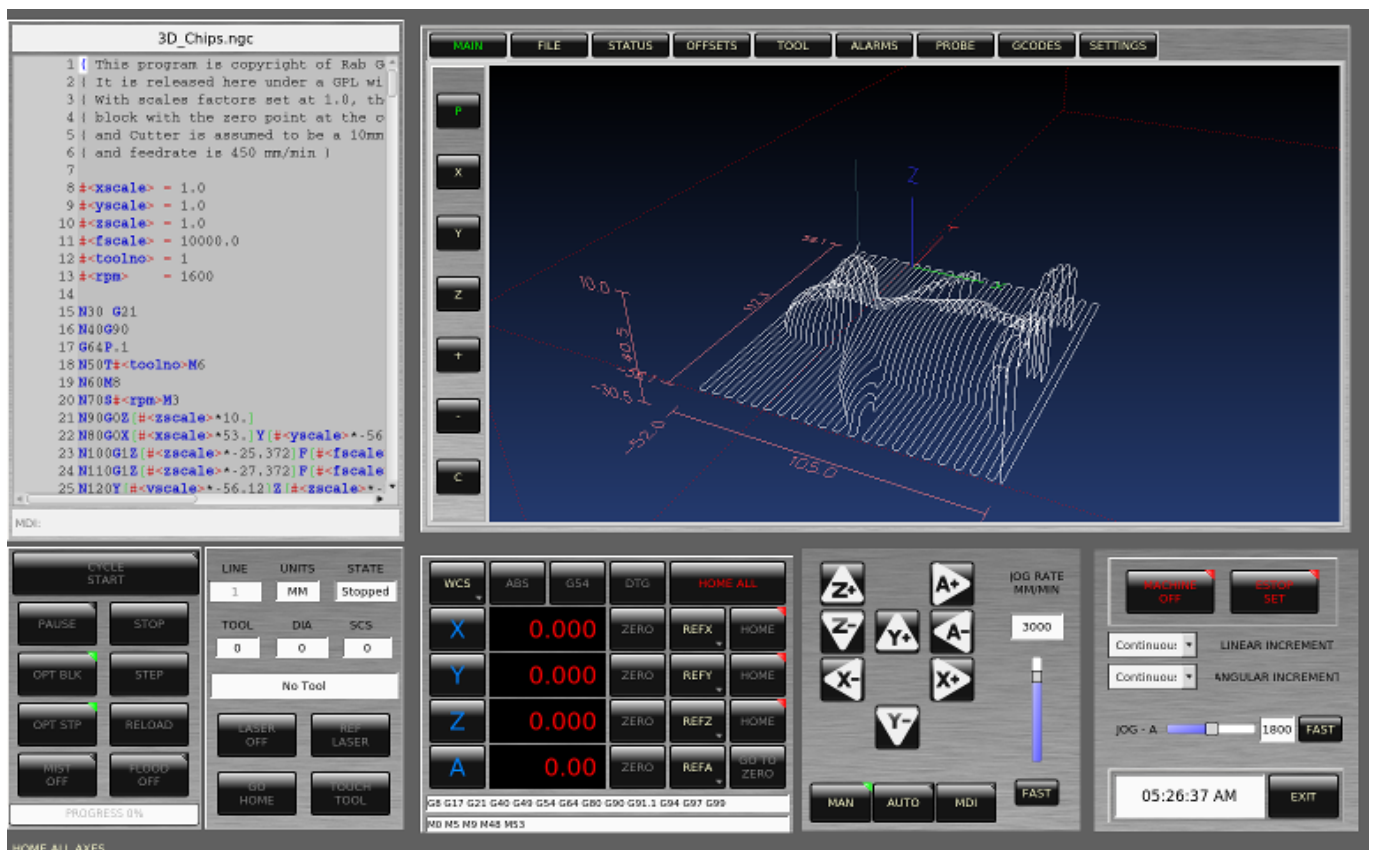 3D_Chips.ngc
1 ( This program is copyright of Rab G
2 ( It is released here under a GPL wi
3 ( With scales factors set at 1.0, th
4 ( block with the zero point at the c
5 ( and Cutter is assumed to be a 10mm
6 ( and feedrate is 450 mm/min )
7
8 #<xscale> = 1.0
9 #<yscale> = 1.0
10 #<zscale> = 1.0
11 #<fscale> = 10000.0
12 #<toolno> = 1
13 #<rpm> = 1600
14
15 N30 G21
16 N40G90
17 G64P.1
18 N50T#<toolno>M6
19 N60M8
20 N70S#<rpm>M3
21 N90G0Z[#<zscale>*10.]
22 N80G0X[#<xscale>*53.]Y[#<yscale>*-56
23 N100G1Z[#<zscale>*-25.372]F[#<fscale
24 N110G1Z[#<zscale>*-27.372]F[#<fscale
25 N120Y[#<yscale>*-56.12]Z[#<zscale>*-
MDI:
MAIN FILE STATUS OFFSETS TOOL ALARMS PROBE GCODES SETTINGS
P
X
Y
Z
+
-
C
Z
Y
10.0
40.5
-30.5
-52.0
105.0
CYCLE
START
PAUSE STOP
OPT BLK STEP
OPT STP RELOAD
MIST
OFF
FLOOD
OFF
PROGRESS 0%
LINE UNITS STATE
1 MM Stopped
TOOL DIA SCS
0 0 0
No Tool
LASER
OFF
REF
LASER
GO
HOME
TOUCH
TOOL
WCS ABS G54 DTG HOME ALL
X 0.000 ZERO REFX HOME
Y 0.000 ZERO REFY HOME
Z 0.000 ZERO REFZ HOME
A 0.00 ZERO REFA GO TO
ZERO
G8 G17 G21 G40 G49 G54 G64 G80 G90 G91.1 G94 G97 G99
M0 M5 M9 M48 M53
Z+ A+
Z- Y+ A-
X- X+
Y-
JOG RATE
MM/MIN
3000
FAST
MAN AUTO MDI
MACHINE
OFF
ESTOP
SET
Continuou: LINEAR INCREMENT
Continuou: ANGULAR INCREMENT
JOG - A 1800 FAST
05:26:37 AM EXIT
HOME ALL AXES